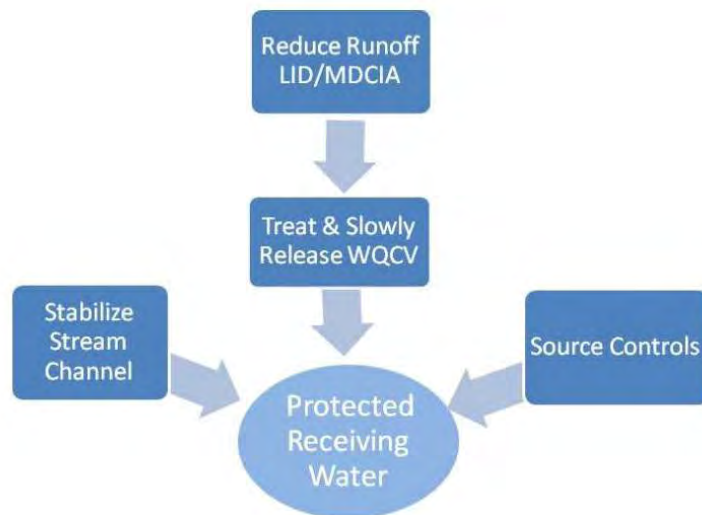 Reduce Runoff
LID/MDCIA
Treat & Slowly
Release WQCV
Stabilize
Stream
Channel
Source Controls
Protected
Receiving
Water